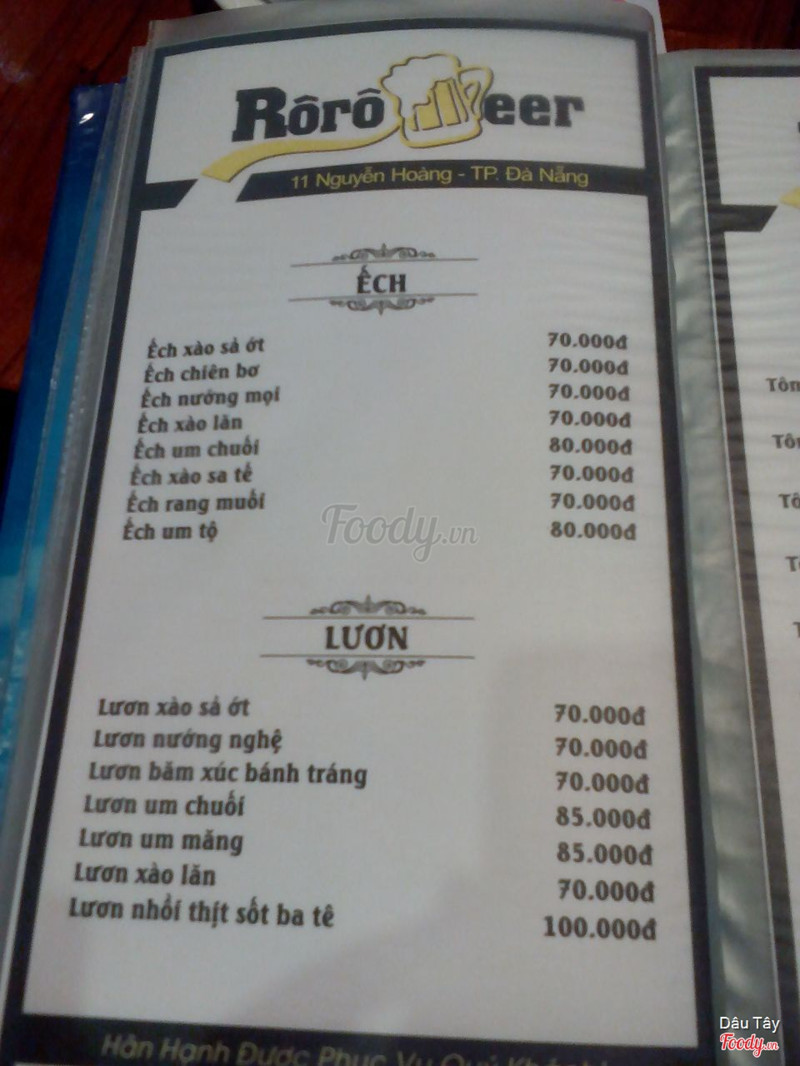 Rôrô Beer
11 Nguyễn Hoàng - TP. Đà Nẵng
ẾCH
Ếch xào sả ớt 70.000đ
Ếch chiên bơ 70.000đ
Ếch nướng mọi 70.000đ
Ếch xào lăn 70.000đ
Ếch um chuối 80.000đ
Ếch xào sa tế 70.000đ
Ếch rang muối 70.000đ
Ếch um tộ 80.000đ
Foody.vn
LƯƠN
Lươn xào sả ớt 70.000đ
Lươn nướng nghệ 70.000đ
Lươn băm xúc bánh tráng 70.000đ
Lươn um chuối 85.000đ
Lươn um măng 85.000đ
Lươn xào lăn 70.000đ
Lươn nhồi thịt sốt ba tê 100.000đ
Hân Hạnh Được Phục Vụ Quý
Tôm
Dâu Tây
Foody.vn